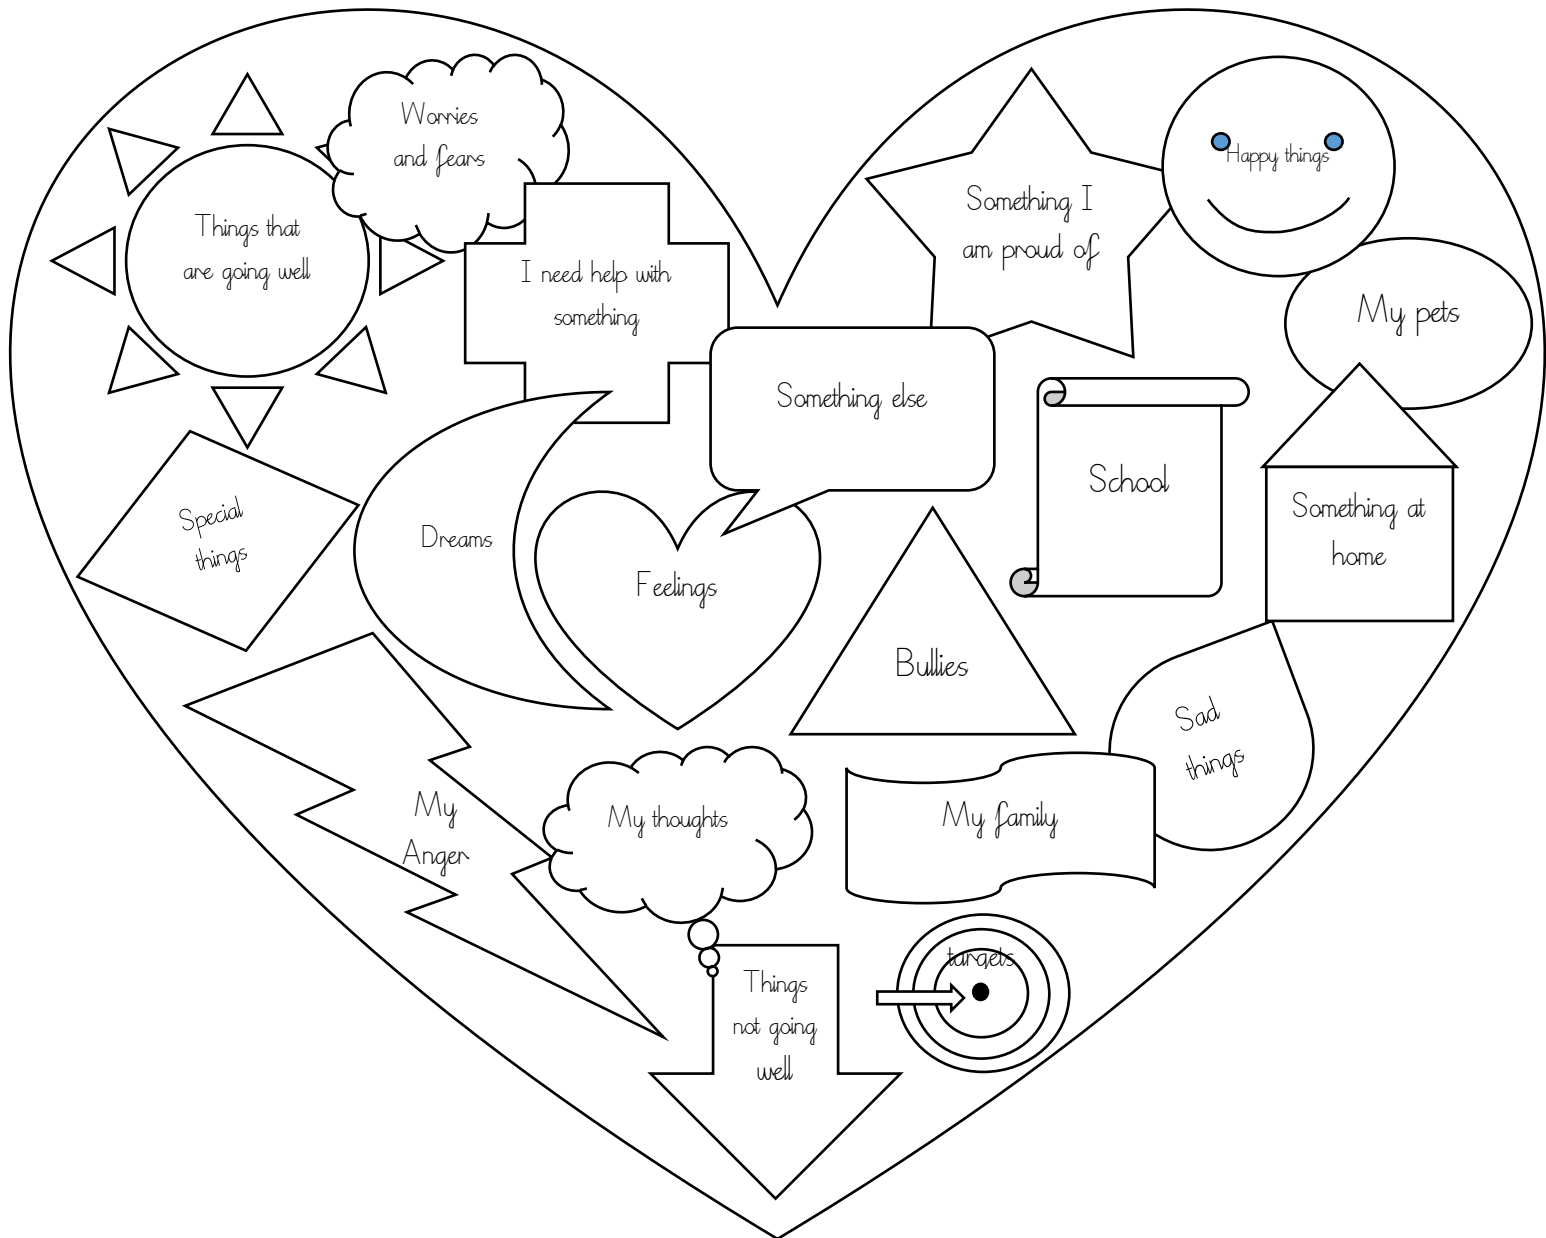 Worries
and fears
Things that
are going well
I need help with
something
Something I
am proud of
Happy things
My pets
Something else
School
Something at
home
Special
things
Dreams
Feelings
Bullies
Sad
things
My
Anger
My thoughts
My family
targets
Things
not going
well